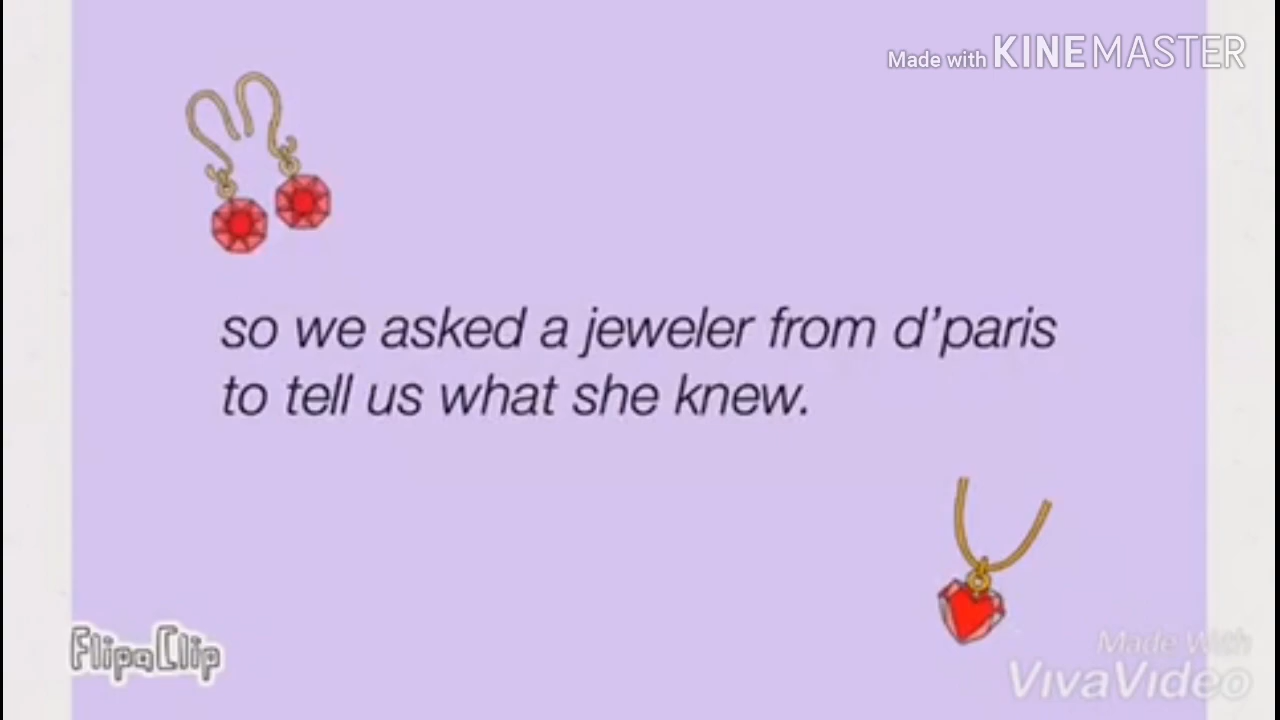 Made with KINEMASTER
so we asked a jeweler from d'paris
to tell us what she knew.
FlipaClip
Made With
VivaVideo